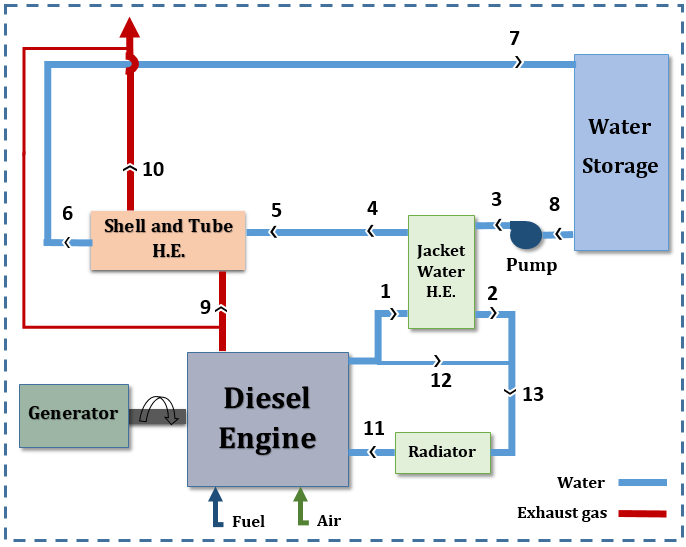 7
Water
Storage
10
6
Shell and Tube
H.E.
5
4
3
8
Jacket
Water
H.E.
Pump
9
1
2
12
13
Diesel
Engine
Generator
11
Radiator
Water
Exhaust gas
Fuel
Air